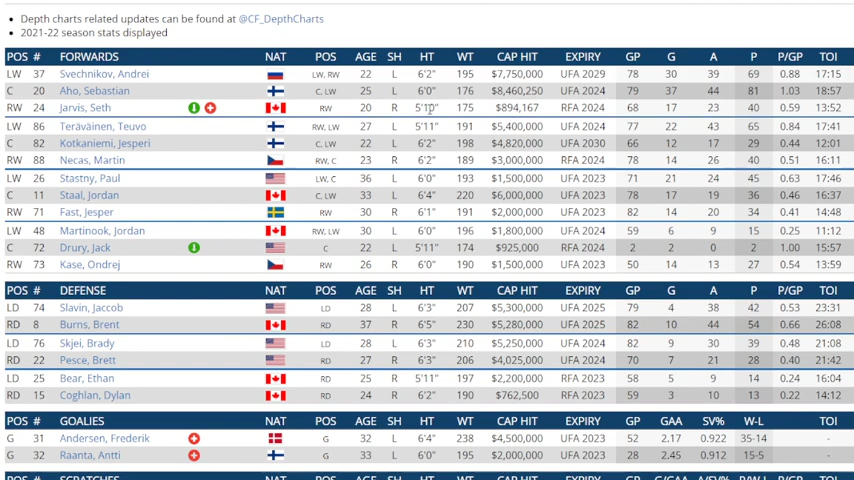 Depth charts related updates can be found at @CF_DepthCharts
2021-22 season stats displayed
POS # FORWARDS NAT POS AGE SH HT WT CAP HIT EXPIRY GP G A P P/GP TOI
LW 37 Svechnikov, Andrei LW, RW 22 L 6'2" 195 $7,750,000 UFA 2029 78 30 39 69 0.88 17:15
C 20 Aho, Sebastian C, LW 25 L 6'0" 176 $8,460,250 UFA 2024 79 37 44 81 1.03 18:57
RW 24 Jarvis, Seth RW 20 R 5'10" 175 $894,167 RFA 2024 68 17 23 40 0.59 13:52
LW 86 Teräväinen, Teuvo RW, LW 27 L 5'11" 191 $5,400,000 UFA 2024 77 22 43 65 0.84 17:41
C 82 Kotkaniemi, Jesperi C, LW 22 L 6'2" 198 $4,820,000 UFA 2030 66 12 17 29 0.44 12:01
RW 88 Necas, Martin RW, C 23 R 6'2" 189 $3,000,000 RFA 2024 78 14 26 40 0.51 16:11
LW 26 Stastny, Paul LW, C 36 L 6'0" 193 $1,500,000 UFA 2023 71 21 24 45 0.63 17:46
C 11 Staal, Jordan C, LW 33 L 6'4" 220 $6,000,000 UFA 2023 78 17 19 36 0.46 16:37
RW 71 Fast, Jesper RW 30 R 6'1" 191 $2,000,000 UFA 2023 82 14 20 34 0.41 14:48
LW 48 Martinook, Jordan RW, LW 30 L 6'0" 196 $1,800,000 UFA 2024 59 6 9 15 0.25 11:12
C 72 Drury, Jack C 22 L 5'11" 174 $925,000 RFA 2024 2 2 0 2 1.00 15:57
RW 73 Kase, Ondrej RW 26 R 6'0" 190 $1,500,000 UFA 2023 50 14 13 27 0.54 13:59
POS # DEFENSE NAT POS AGE SH HT WT CAP HIT EXPIRY GP G A P P/GP TOI
LD 74 Slavin, Jaccob LD 28 L 6'3" 207 $5,300,000 UFA 2025 79 4 38 42 0.53 23:31
RD 8 Burns, Brent RD 37 R 6'5" 230 $5,280,000 UFA 2025 82 10 44 54 0.66 26:08
LD 76 Skjei, Brady LD 28 L 6'3" 210 $5,250,000 UFA 2024 82 9 30 39 0.48 21:08
RD 22 Pesce, Brett RD 27 R 6'3" 206 $4,025,000 UFA 2024 70 7 21 28 0.40 21:42
LD 25 Bear, Ethan RD 25 R 5'11" 197 $2,200,000 RFA 2023 58 5 9 14 0.24 16:04
RD 15 Coghlan, Dylan RD 24 R 6'2" 190 $762,500 RFA 2023 59 3 10 13 0.22 14:12
POS # GOALIES NAT POS AGE SH HT WT CAP HIT EXPIRY GP GAA SV% W-L TOI
G 31 Andersen, Frederik G 32 L 6'4" 238 $4,500,000 UFA 2023 52 2.17 0.922 35-14 -
G 32 Raanta, Antti G 33 L 6'0" 195 $2,000,000 UFA 2023 28 2.45 0.912 15-5 -
POS # SCRATCHES NAT POS AGE SH HT WT CAP HIT EXPIRY GP G/GAA A/SV% P/W-L P/GP TOI